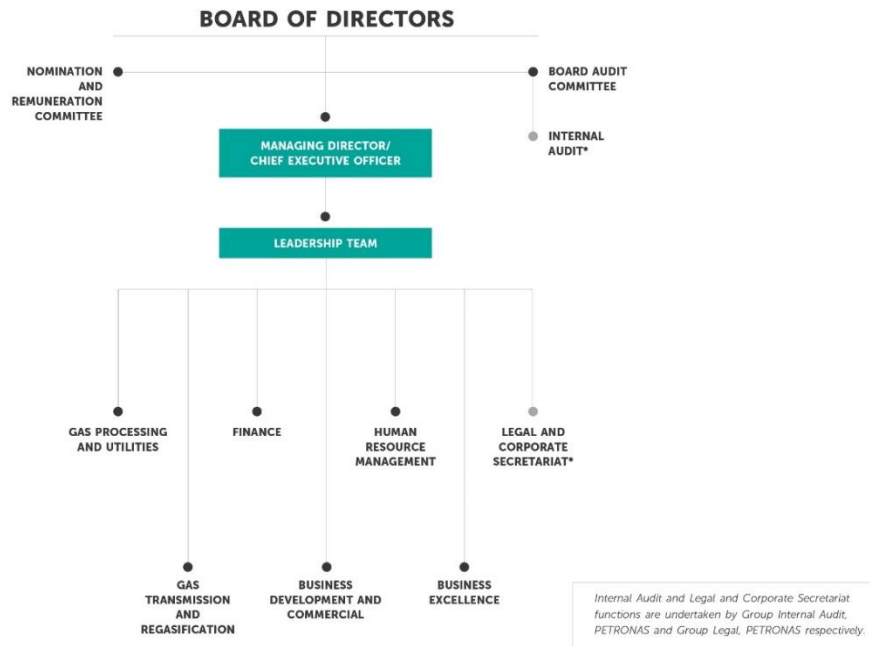 BOARD OF DIRECTORS
NOMINATION
AND
REMUNERATION
COMMITTEE
BOARD AUDIT
COMMITTEE
INTERNAL
AUDIT*
MANAGING DIRECTOR/
CHIEF EXECUTIVE OFFICER
LEADERSHIP TEAM
GAS PROCESSING
AND UTILITIES
FINANCE
HUMAN
RESOURCE
MANAGEMENT
LEGAL AND
CORPORATE
SECRETARIAT*
GAS
TRANSMISSION
AND
REGASIFICATION
BUSINESS
DEVELOPMENT AND
COMMERCIAL
BUSINESS
EXCELLENCE
Internal Audit and Legal and Corporate Secretariat
functions are undertaken by Group Internal Audit,
PETRONAS and Group Legal, PETRONAS respectively.